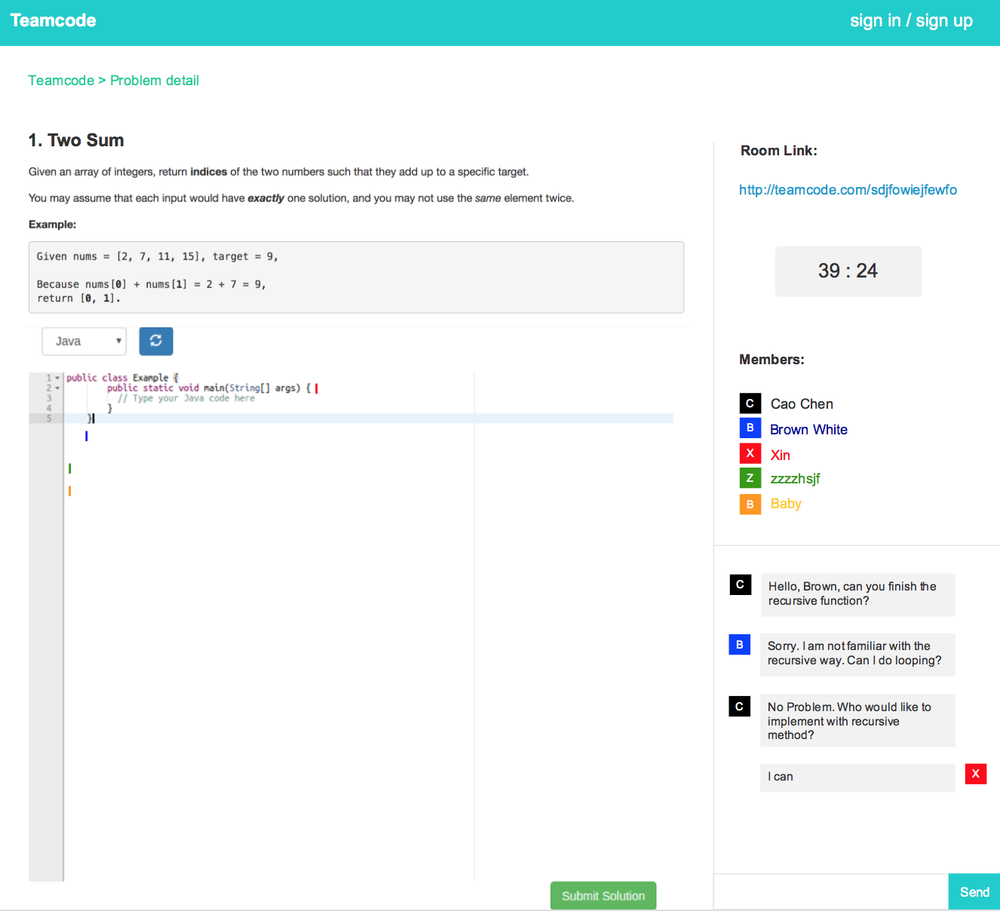 Teamcode
sign in / sign up
Teamcode > Problem detail
1. Two Sum
Given an array of integers, return indices of the two numbers such that they add up to a specific target.
You may assume that each input would have exactly one solution, and you may not use the same element twice.
Example:
Given nums = [2, 7, 11, 15], target = 9,
Because nums[0] + nums[1] = 2 + 7 = 9,
return [0, 1].
Java
1 public class Example {
2 public static void main(String[] args) {
3 // Type your Java code here
4 }
5 }
Submit Solution
Room Link:
http://teamcode.com/sdjfowiejfewfo
39 : 24
Members:
C Cao Chen
B Brown White
X Xin
Z zzzzhsjf
B Baby
C Hello, Brown, can you finish the
recursive function?
B Sorry. I am not familiar with the
recursive way. Can I do looping?
C No Problem. Who would like to
implement with recursive
method?
I can X
Send